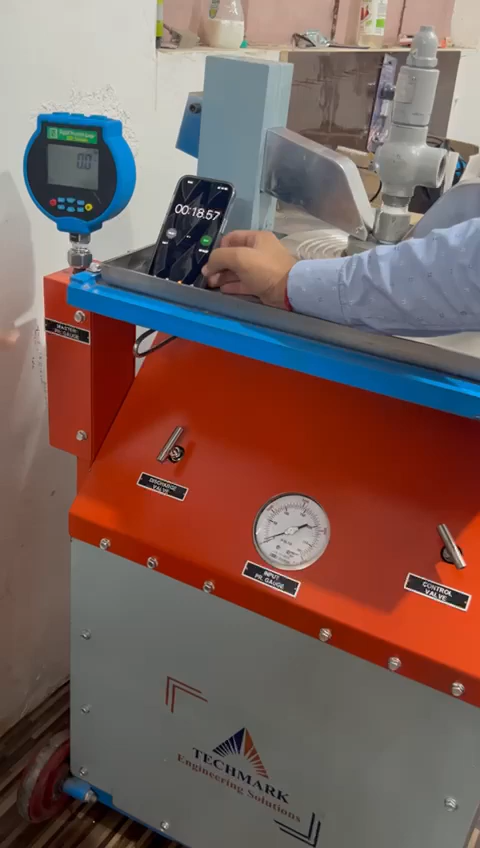 0.0
00:18.57
MASTER
PR. GAUGE
DISCHARGE
VALVE
INPUT
PR. GAUGE
CONTROL
VALVE
TECHMARK
Engineering Solutions